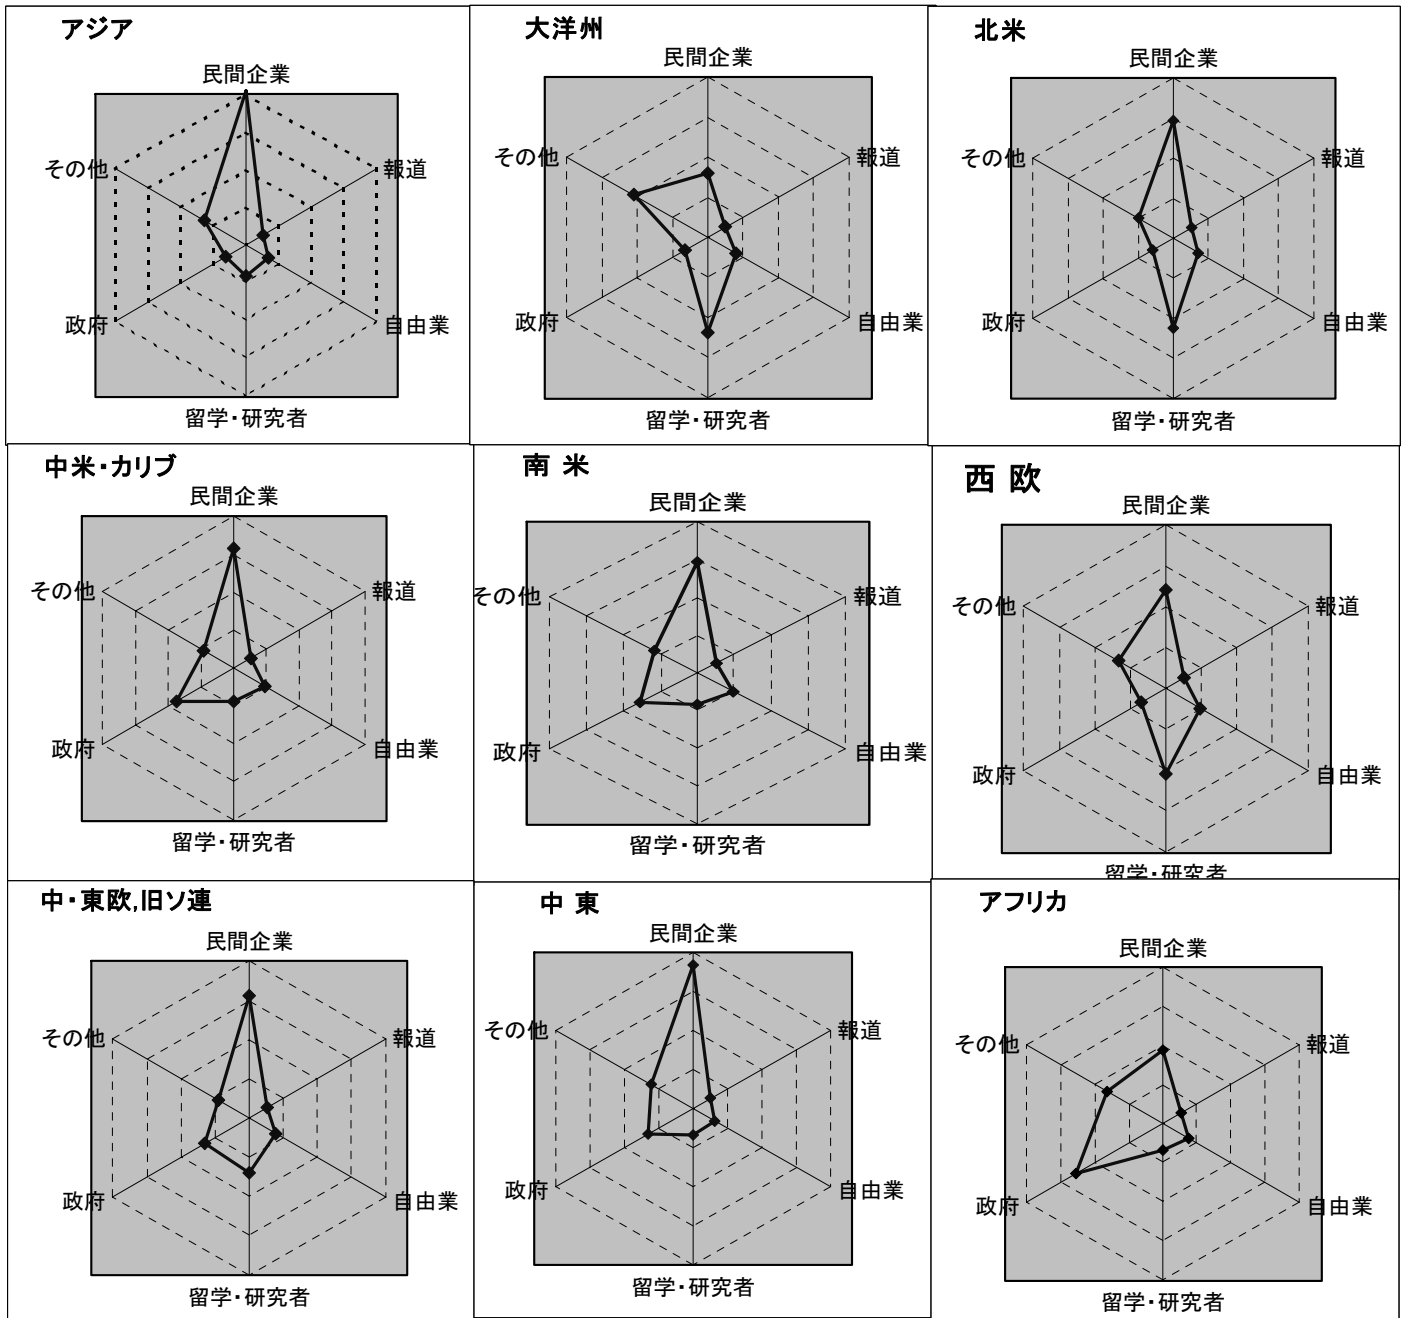 アジア
民間企業
その他
報道
政府
自由業
留学・研究者
大洋州
民間企業
その他
報道
政府
自由業
留学・研究者
北米
民間企業
その他
報道
政府
自由業
留学・研究者
中米・カリブ
民間企業
その他
報道
政府
自由業
留学・研究者
南 米
民間企業
その他
報道
政府
自由業
留学・研究者
西 欧
民間企業
その他
報道
政府
自由業
留学・研究者
中・東欧,旧ソ連
民間企業
その他
報道
政府
自由業
留学・研究者
中 東
民間企業
その他
報道
政府
自由業
留学・研究者
アフリカ
民間企業
その他
報道
政府
自由業
留学・研究者